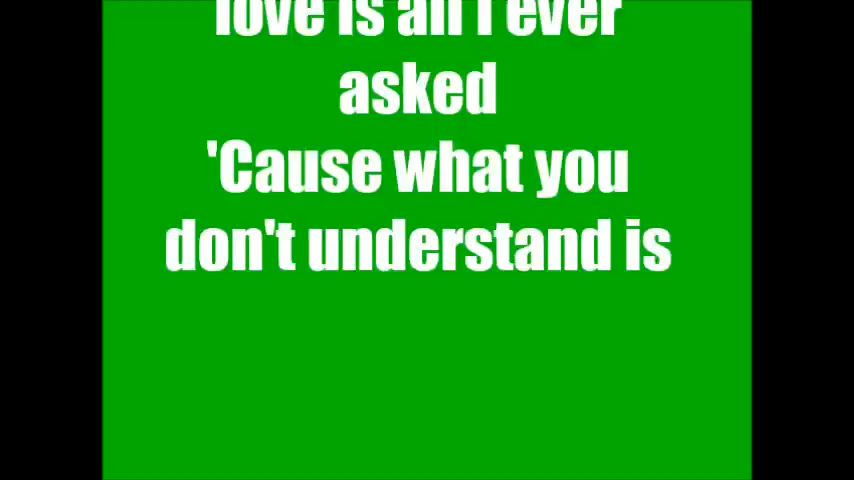 love is all I ever
asked
'Cause what you
don't understand is